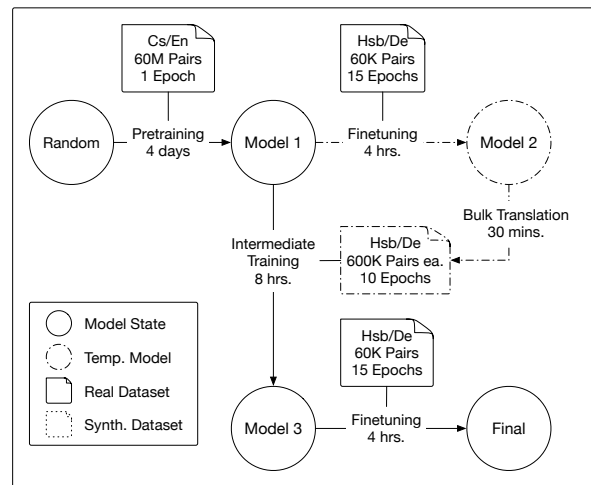 Cs/En
60M Pairs
1 Epoch
Hsb/De
60K Pairs
15 Epochs
Random
Pretraining
4 days
Model 1
Finetuning
4 hrs.
Model 2
Bulk Translation
30 mins.
Intermediate
Training
8 hrs.
Hsb/De
600K Pairs ea.
10 Epochs
Model State
Temp. Model
Real Dataset
Synth. Dataset
Hsb/De
60K Pairs
15 Epochs
Model 3
Finetuning
4 hrs.
Final